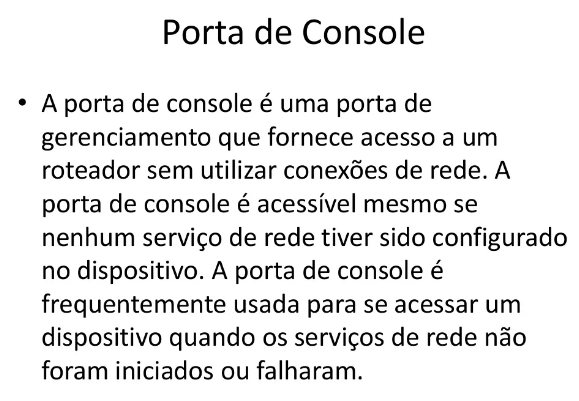 Porta de Console
• A porta de console é uma porta de
gerenciamento que fornece acesso a um
roteador sem utilizar conexões de rede. A
porta de console é acessível mesmo se
nenhum serviço de rede tiver sido configurado
no dispositivo. A porta de console é
frequentemente usada para se acessar um
dispositivo quando os serviços de rede não
foram iniciados ou falharam.